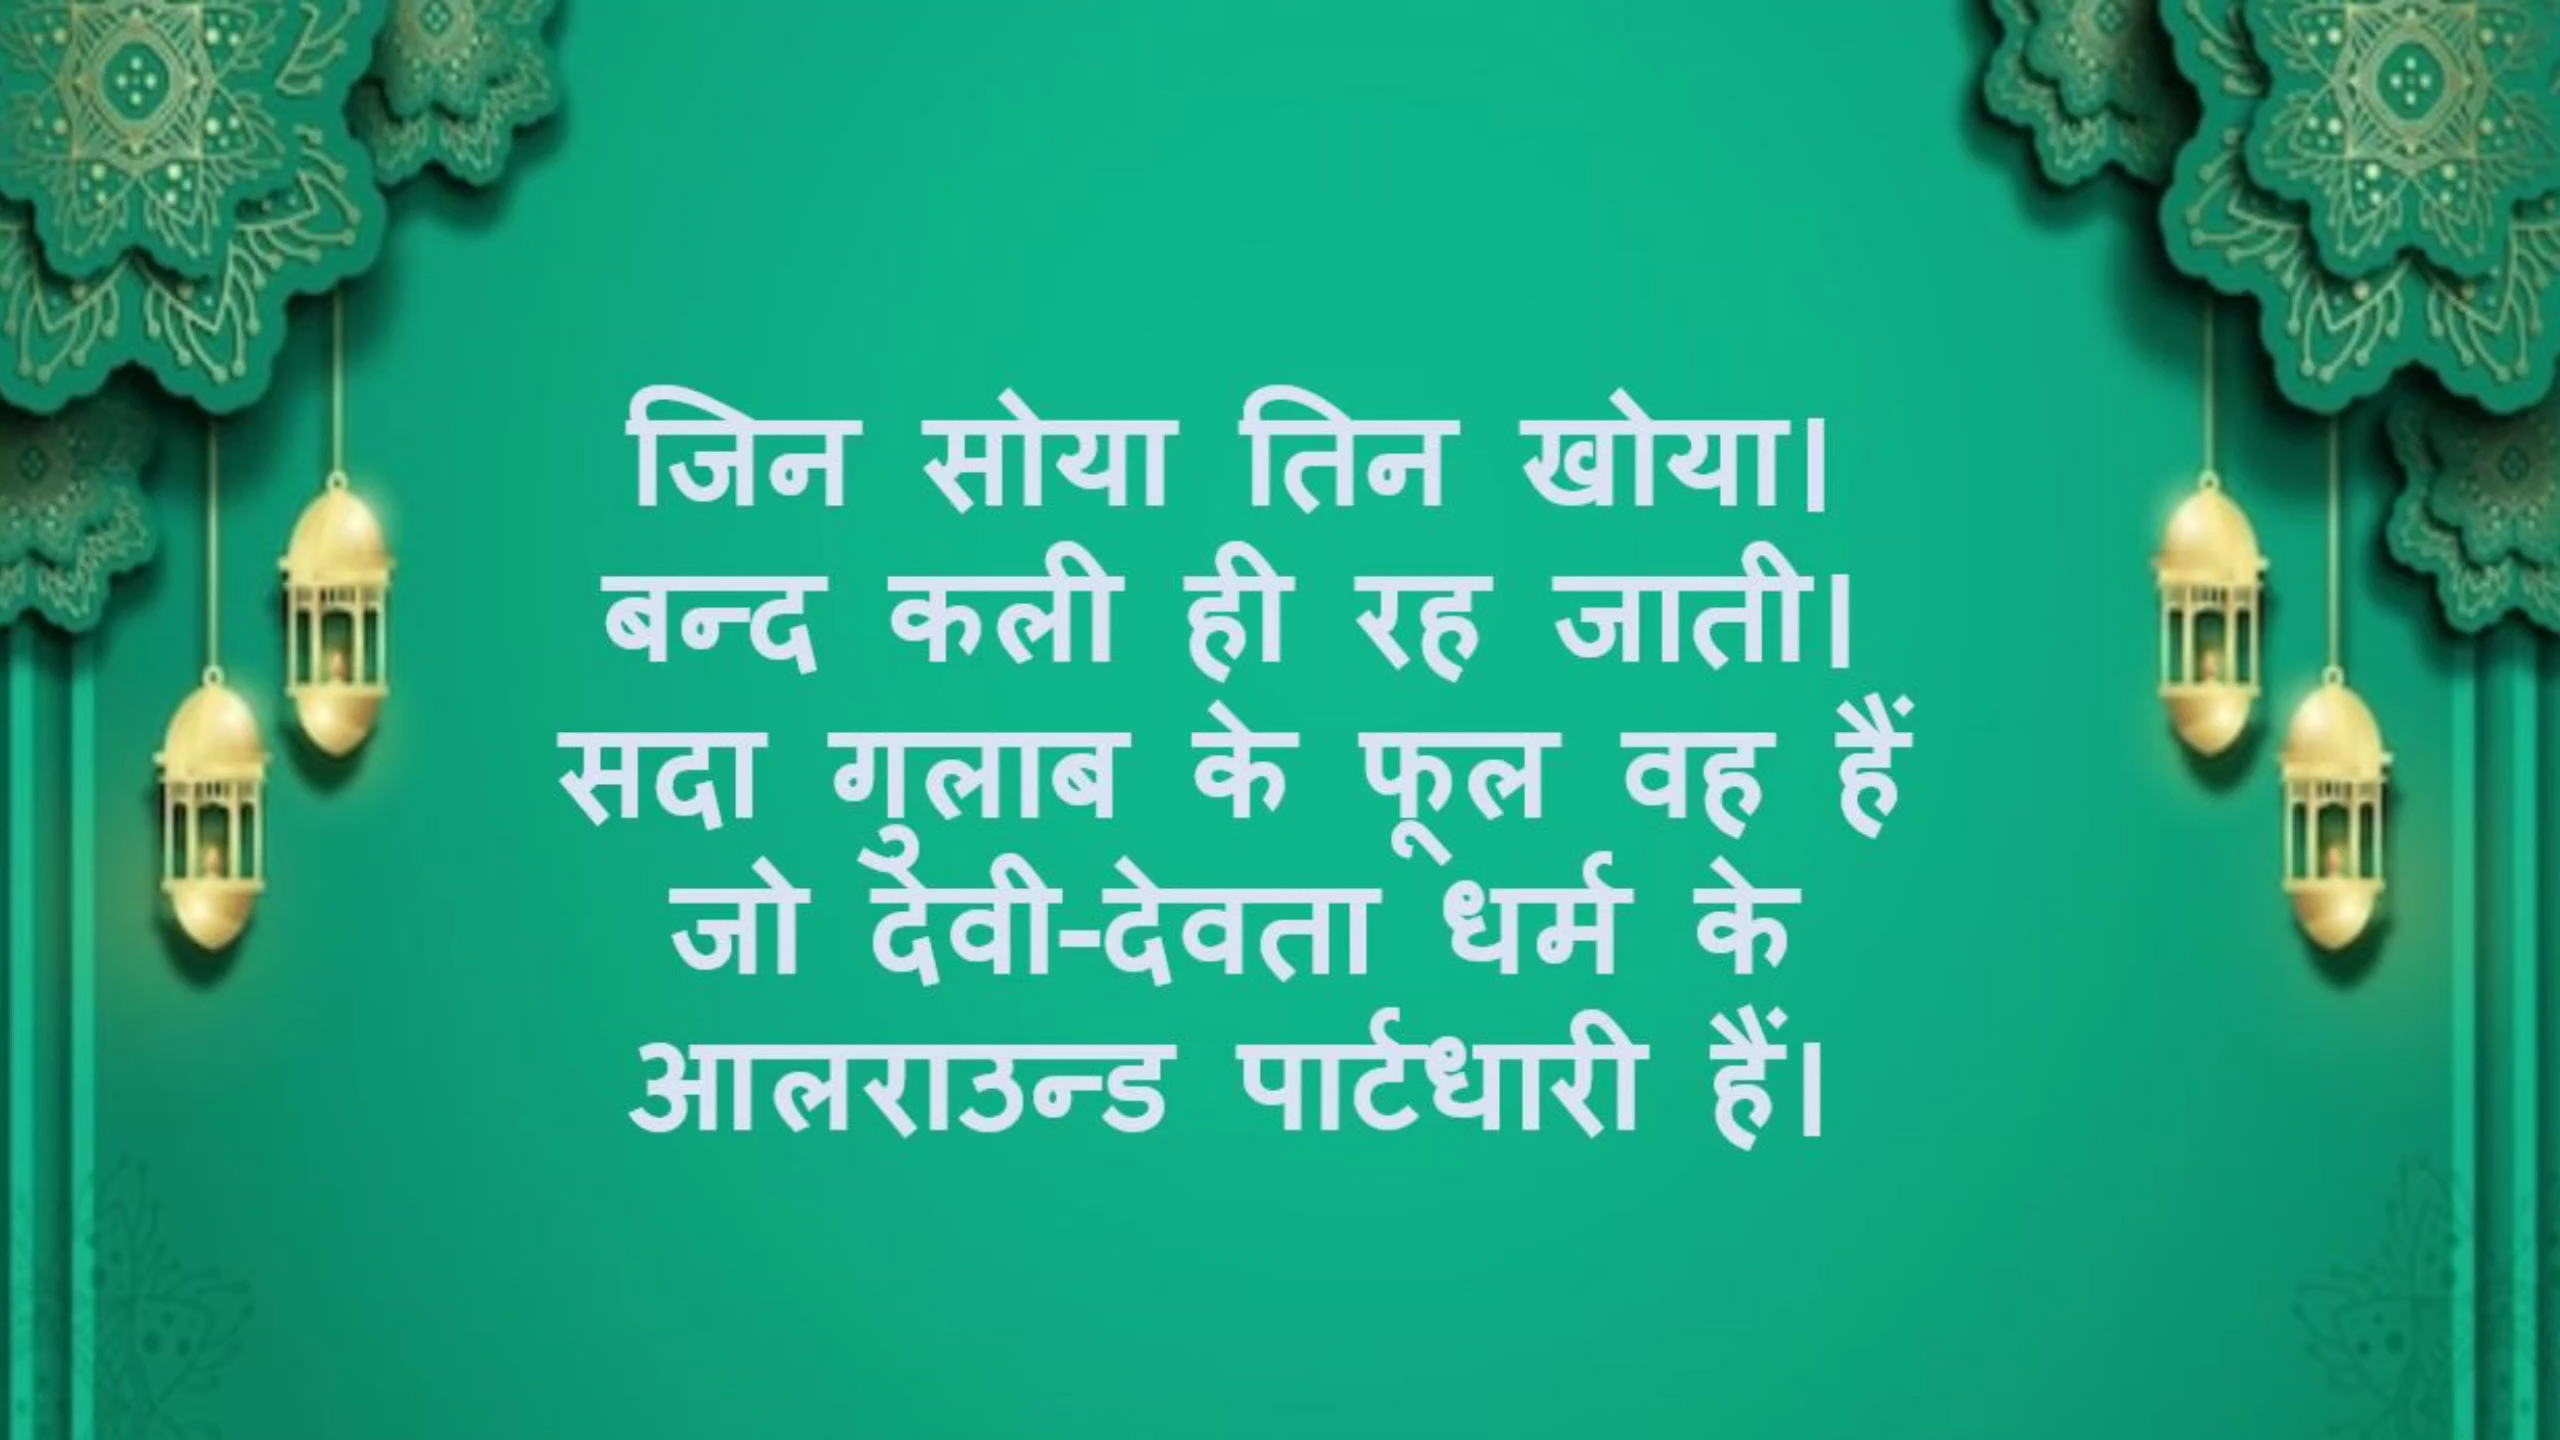 जिन सोया तिन खोया।
बन्द कली ही रह जाती।
सदा गुलाब के फूल वह हैं
जो देवी-देवता धर्म के
आलराउन्ड पार्टधारी हैं।